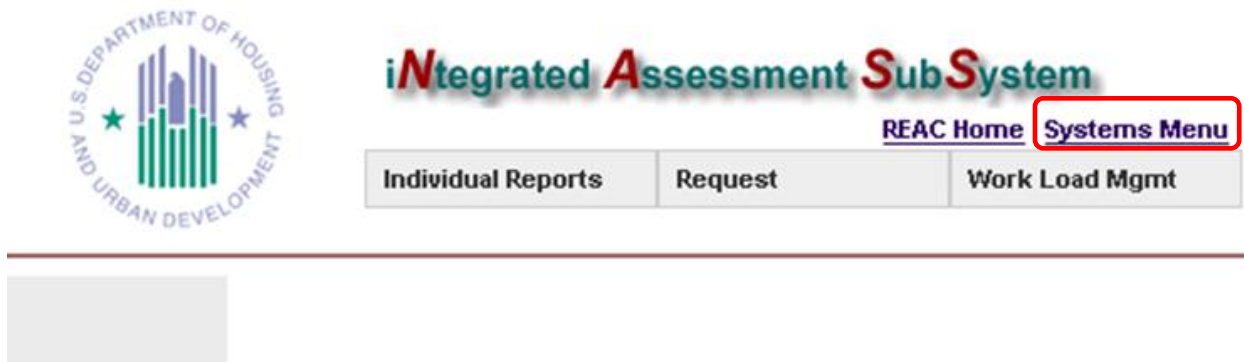 U.S. DEPARTMENT OF HOUSING
AND URBAN DEVELOPMENT
iNtegrated Assessment SubSystem
REAC Home Systems Menu
Individual Reports Request Work Load Mgmt